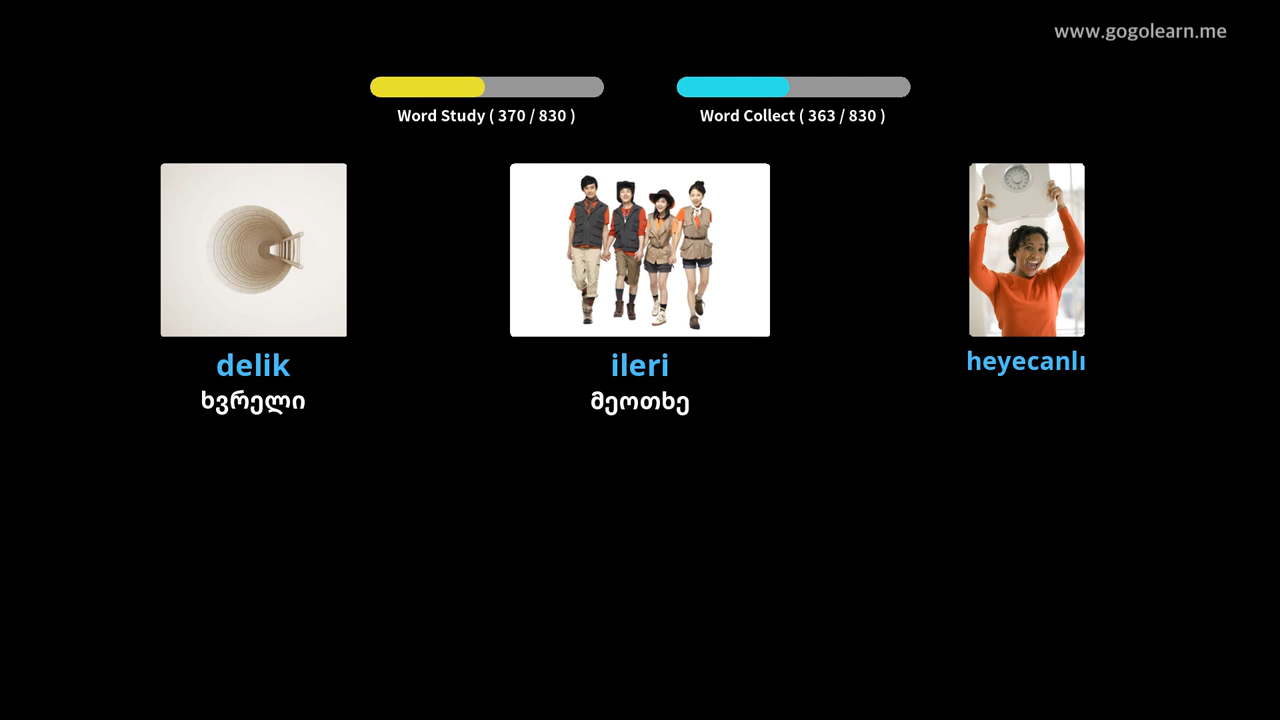 www.gogolearn.me
Word Study ( 370 / 830 )
Word Collect ( 363 / 830 )
delik
ხვრელი
ileri
მეოთხე
heyecanlı